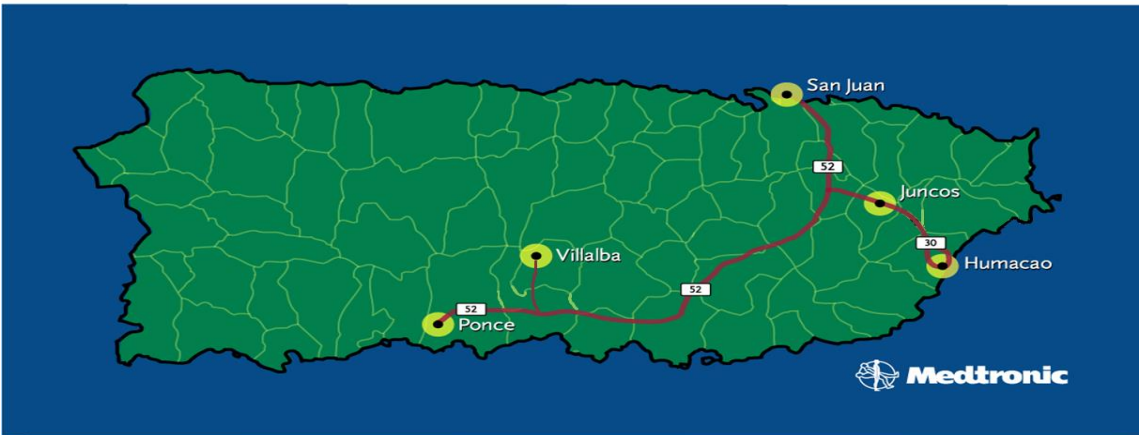 San Juan
52
Juncos
30
Villalba
Humacao
52
52
Ponce
Medtronic